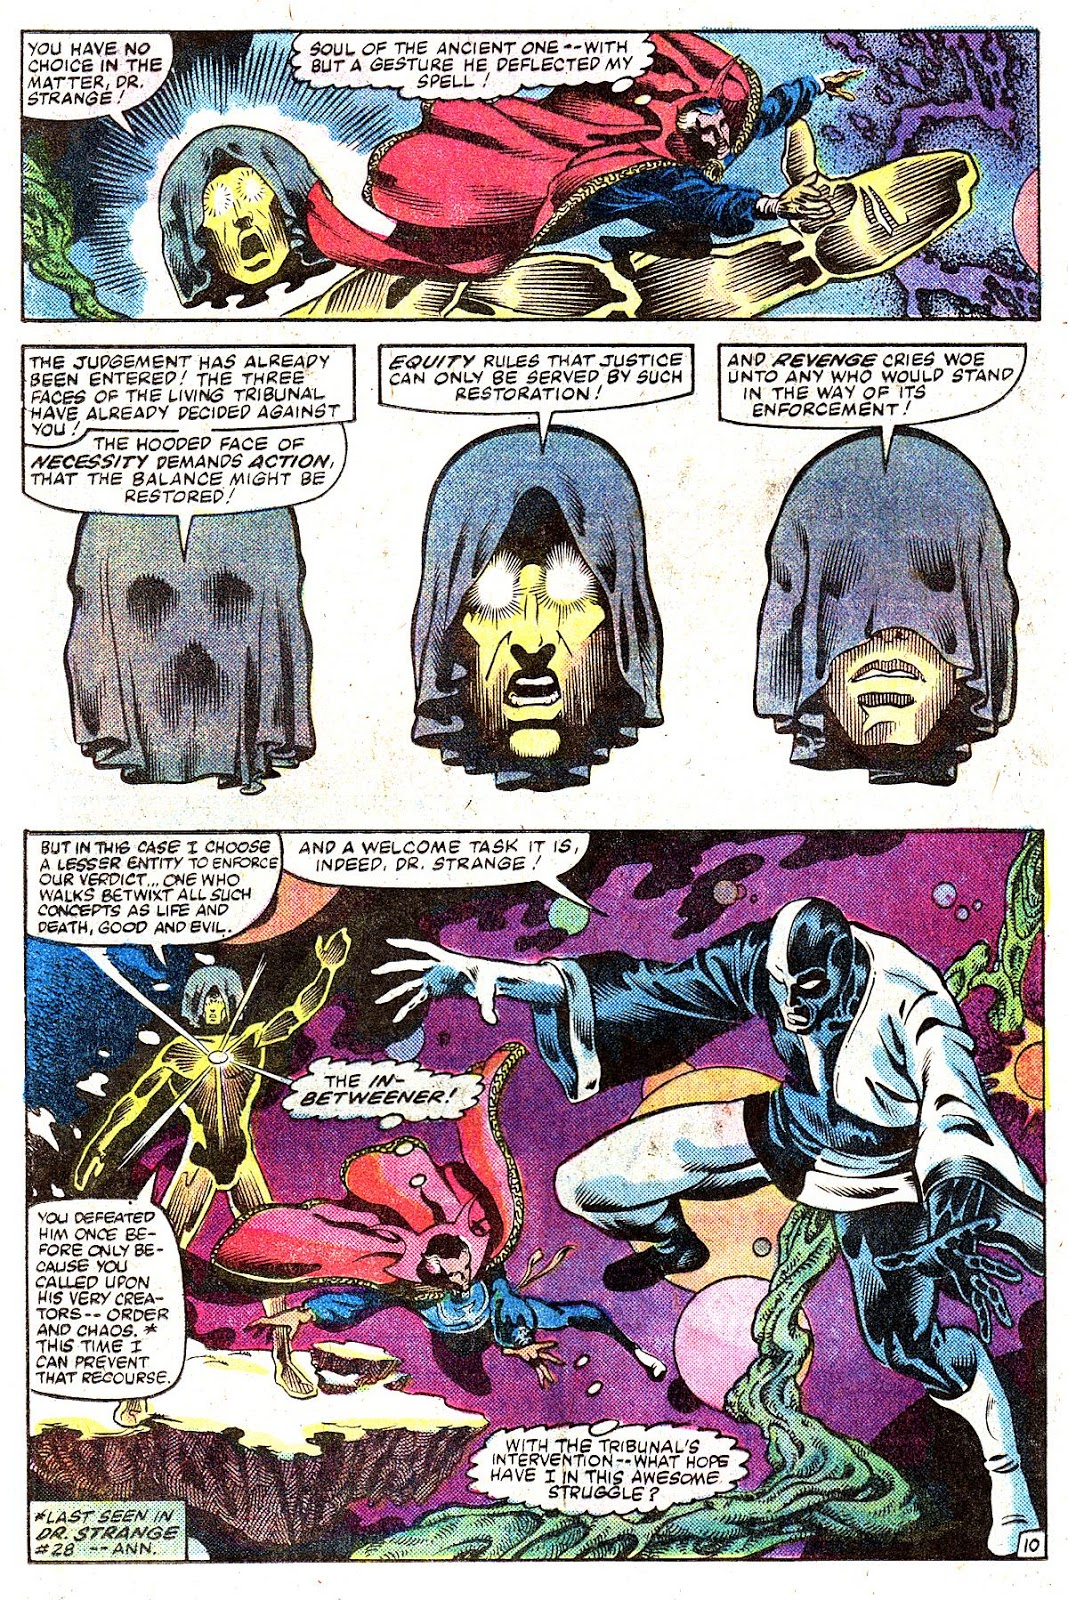 YOU HAVE NO
CHOICE IN THE
MATTER, DR.
STRANGE!
SOUL OF THE ANCIENT ONE--WITH
BUT A GESTURE HE DEFLECTED MY
SPELL!
THE JUDGEMENT HAS ALREADY
BEEN ENTERED! THE THREE
FACES OF THE LIVING TRIBUNAL
HAVE ALREADY DECIDED AGAINST
YOU!
THE HOODED FACE OF
NECESSITY DEMANDS ACTION,
THAT THE BALANCE MIGHT BE
RESTORED!
EQUITY RULES THAT JUSTICE
CAN ONLY BE SERVED BY SUCH
RESTORATION!
AND REVENGE CRIES WOE
UNTO ANY WHO WOULD STAND
IN THE WAY OF ITS
ENFORCEMENT!
BUT IN THIS CASE I CHOOSE
A LESSER ENTITY TO ENFORCE
OUR VERDICT... ONE WHO
WALKS BETWIXT ALL SUCH
CONCEPTS AS LIFE AND
DEATH, GOOD AND EVIL.
AND A WELCOME TASK IT IS,
INDEED, DR. STRANGE!
THE IN-
BETWEENER!
YOU DEFEATED
HIM ONCE BE-
FORE ONLY BE-
CAUSE YOU
CALLED UPON
HIS VERY CREA-
TORS-- ORDER
AND CHAOS.*
THIS TIME I
CAN PREVENT
THAT RECOURSE.
WITH THE TRIBUNAL'S
INTERVENTION--WHAT HOPE
HAVE I IN THIS AWESOME
STRUGGLE?
*LAST SEEN IN
DR. STRANGE
#28 --ANN.
10